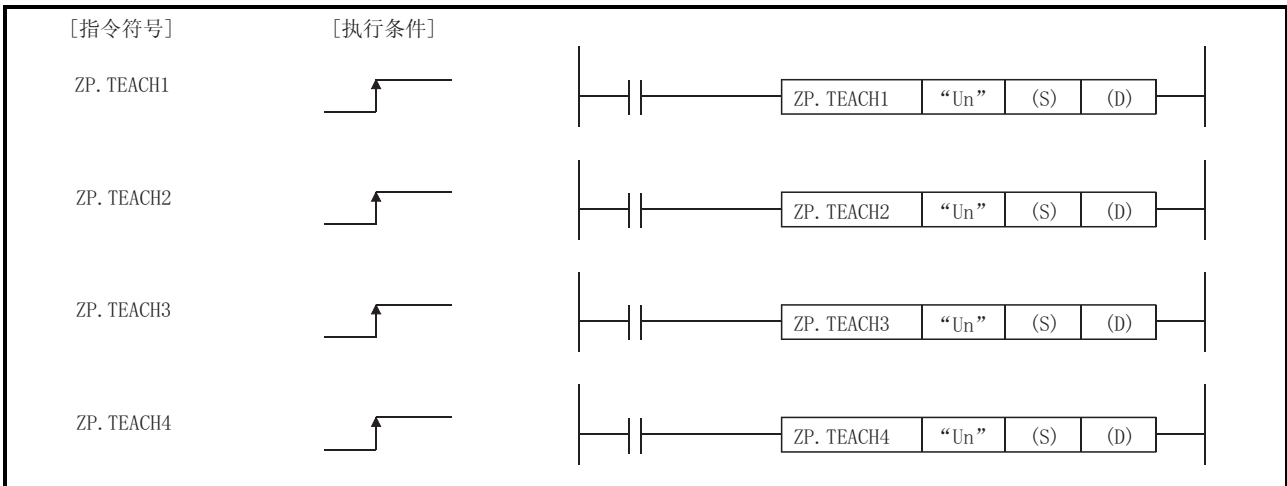 [指令符号] [执行条件]
ZP.TEACH1 ZP.TEACH1 “Un” (S) (D)
ZP.TEACH2 ZP.TEACH2 “Un” (S) (D)
ZP.TEACH3 ZP.TEACH3 “Un” (S) (D)
ZP.TEACH4 ZP.TEACH4 “Un” (S) (D)